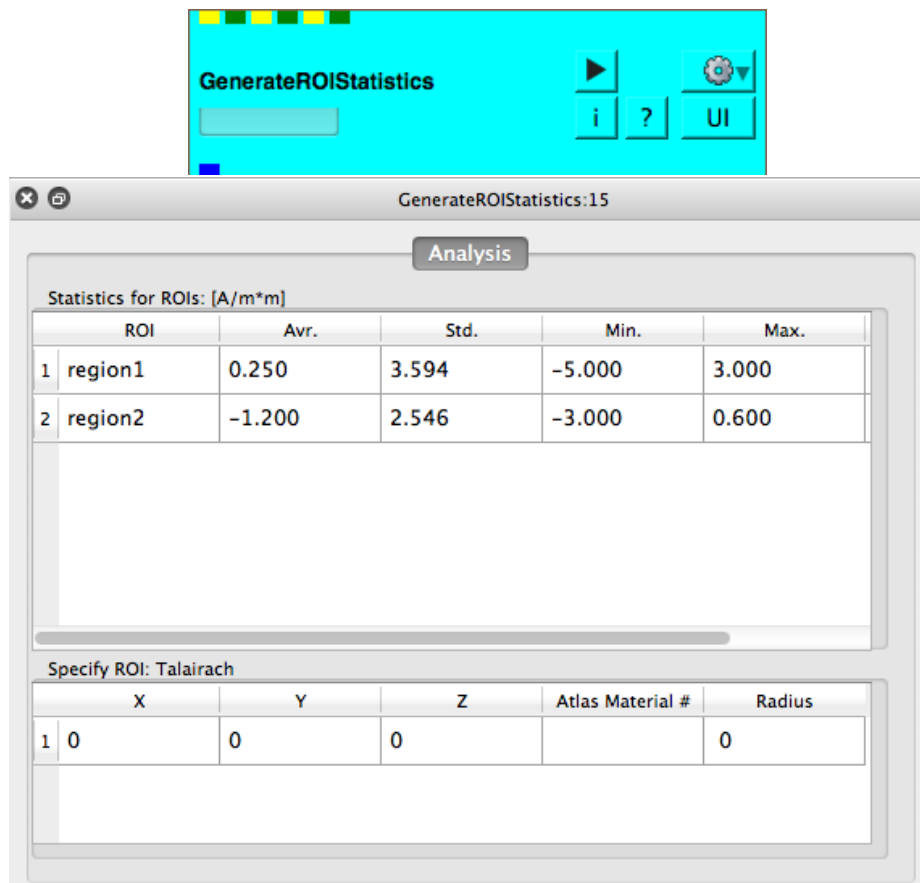 GenerateROIStatistics
i ? UI
GenerateROIStatistics:15
Analysis
Statistics for ROIs: [A/m*m]
ROI Avr. Std. Min. Max.
1 region1 0.250 3.594 -5.000 3.000
2 region2 -1.200 2.546 -3.000 0.600
Specify ROI: Talairach
X Y Z Atlas Material # Radius
1 0 0 0 0